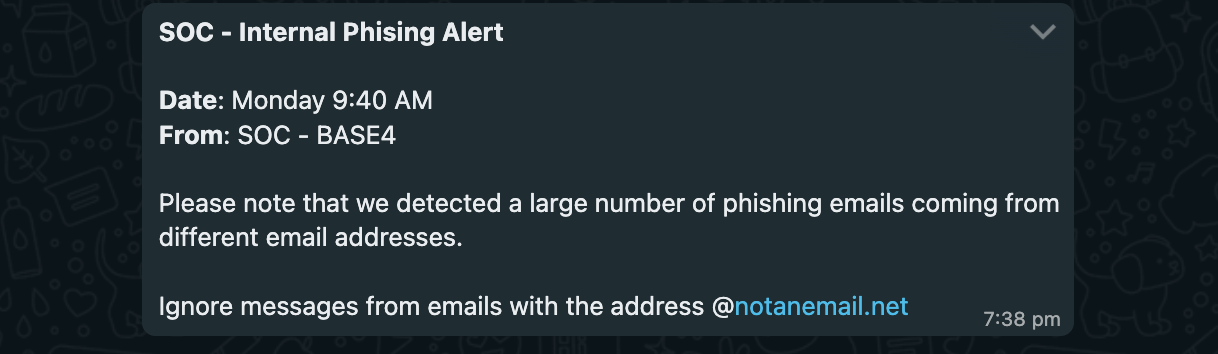 SOC - Internal Phising Alert
Date: Monday 9:40 AM
From: SOC - BASE4
Please note that we detected a large number of phishing emails coming from
different email addresses.
Ignore messages from emails with the address @notanemail.net
7:38 pm